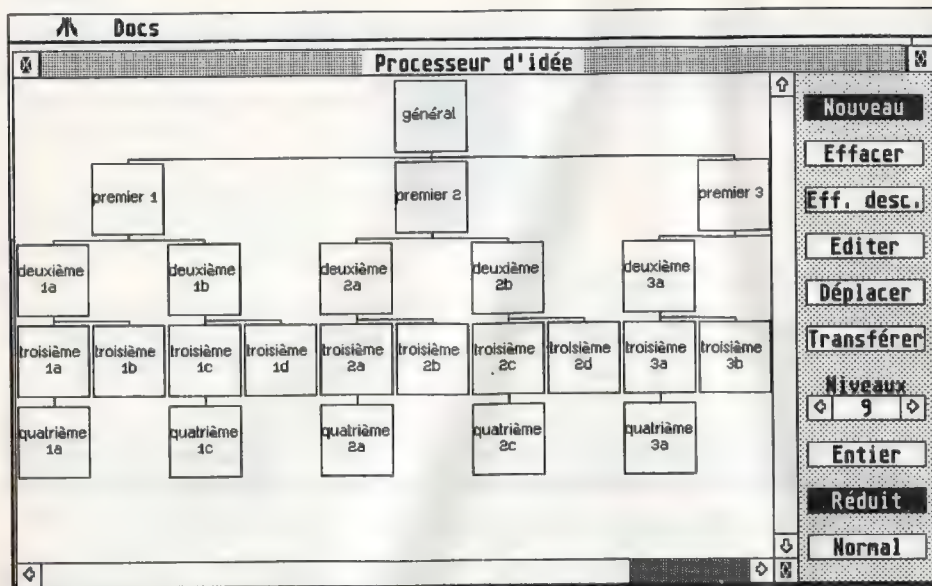 Docs
Processeur d'idée
général
premier 1 premier 2 premier 3
deuxième 1a deuxième 1b deuxième 2a deuxième 2b deuxième 3a
troisième 1a troisième 1b troisième 1c troisième 1d troisième 2a troisième 2b troisième 2c troisième 2d troisième 3a troisième 3b
quatrième 1a quatrième 1c quatrième 2a quatrième 2c quatrième 3a
Nouveau
Effacer
Eff. desc.
Editer
Déplacer
Transférer
Niveaux
9
Entier
Réduit
Normal